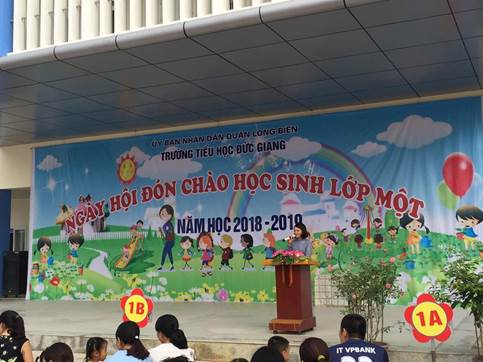 ỦY BAN NHÂN DÂN QUẬN LONG BIÊN
TRƯỜNG TIỂU HỌC ĐỨC GIANG
NGÀY HỘI ĐÓN CHÀO HỌC SINH LỚP MỘT
NĂM HỌC 2018 - 2019
1B
1A
IT VPBANK